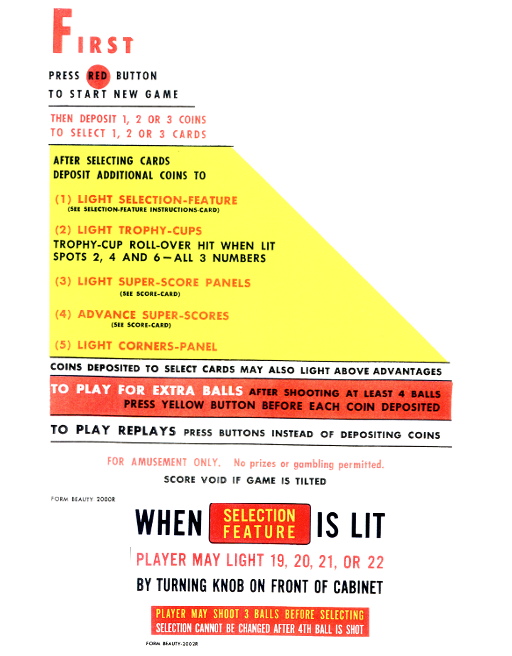 FIRST
PRESS RED BUTTON
TO START NEW GAME
THEN DEPOSIT 1, 2 OR 3 COINS
TO SELECT 1, 2 OR 3 CARDS
AFTER SELECTING CARDS
DEPOSIT ADDITIONAL COINS TO
(1) LIGHT SELECTION-FEATURE
(SEE SELECTION-FEATURE INSTRUCTIONS-CARD)
(2) LIGHT TROPHY-CUPS
TROPHY-CUP ROLL-OVER HIT WHEN LIT
SPOTS 2, 4 AND 6—ALL 3 NUMBERS
(3) LIGHT SUPER-SCORE PANELS
(SEE SCORE-CARD)
(4) ADVANCE SUPER-SCORES
(SEE SCORE-CARD)
(5) LIGHT CORNERS-PANEL
COINS DEPOSITED TO SELECT CARDS MAY ALSO LIGHT ABOVE ADVANTAGES
TO PLAY FOR EXTRA BALLS AFTER SHOOTING AT LEAST 4 BALLS
PRESS YELLOW BUTTON BEFORE EACH COIN DEPOSITED
TO PLAY REPLAYS PRESS BUTTONS INSTEAD OF DEPOSITING COINS
FOR AMUSEMENT ONLY. No prizes or gambling permitted.
SCORE VOID IF GAME IS TILTED
FORM BEAUTY 2000R
WHEN SELECTION FEATURE IS LIT
PLAYER MAY LIGHT 19, 20, 21, OR 22
BY TURNING KNOB ON FRONT OF CABINET
PLAYER MAY SHOOT 3 BALLS BEFORE SELECTING
SELECTION CANNOT BE CHANGED AFTER 4TH BALL IS SHOT
FORM BEAUTY-2002R